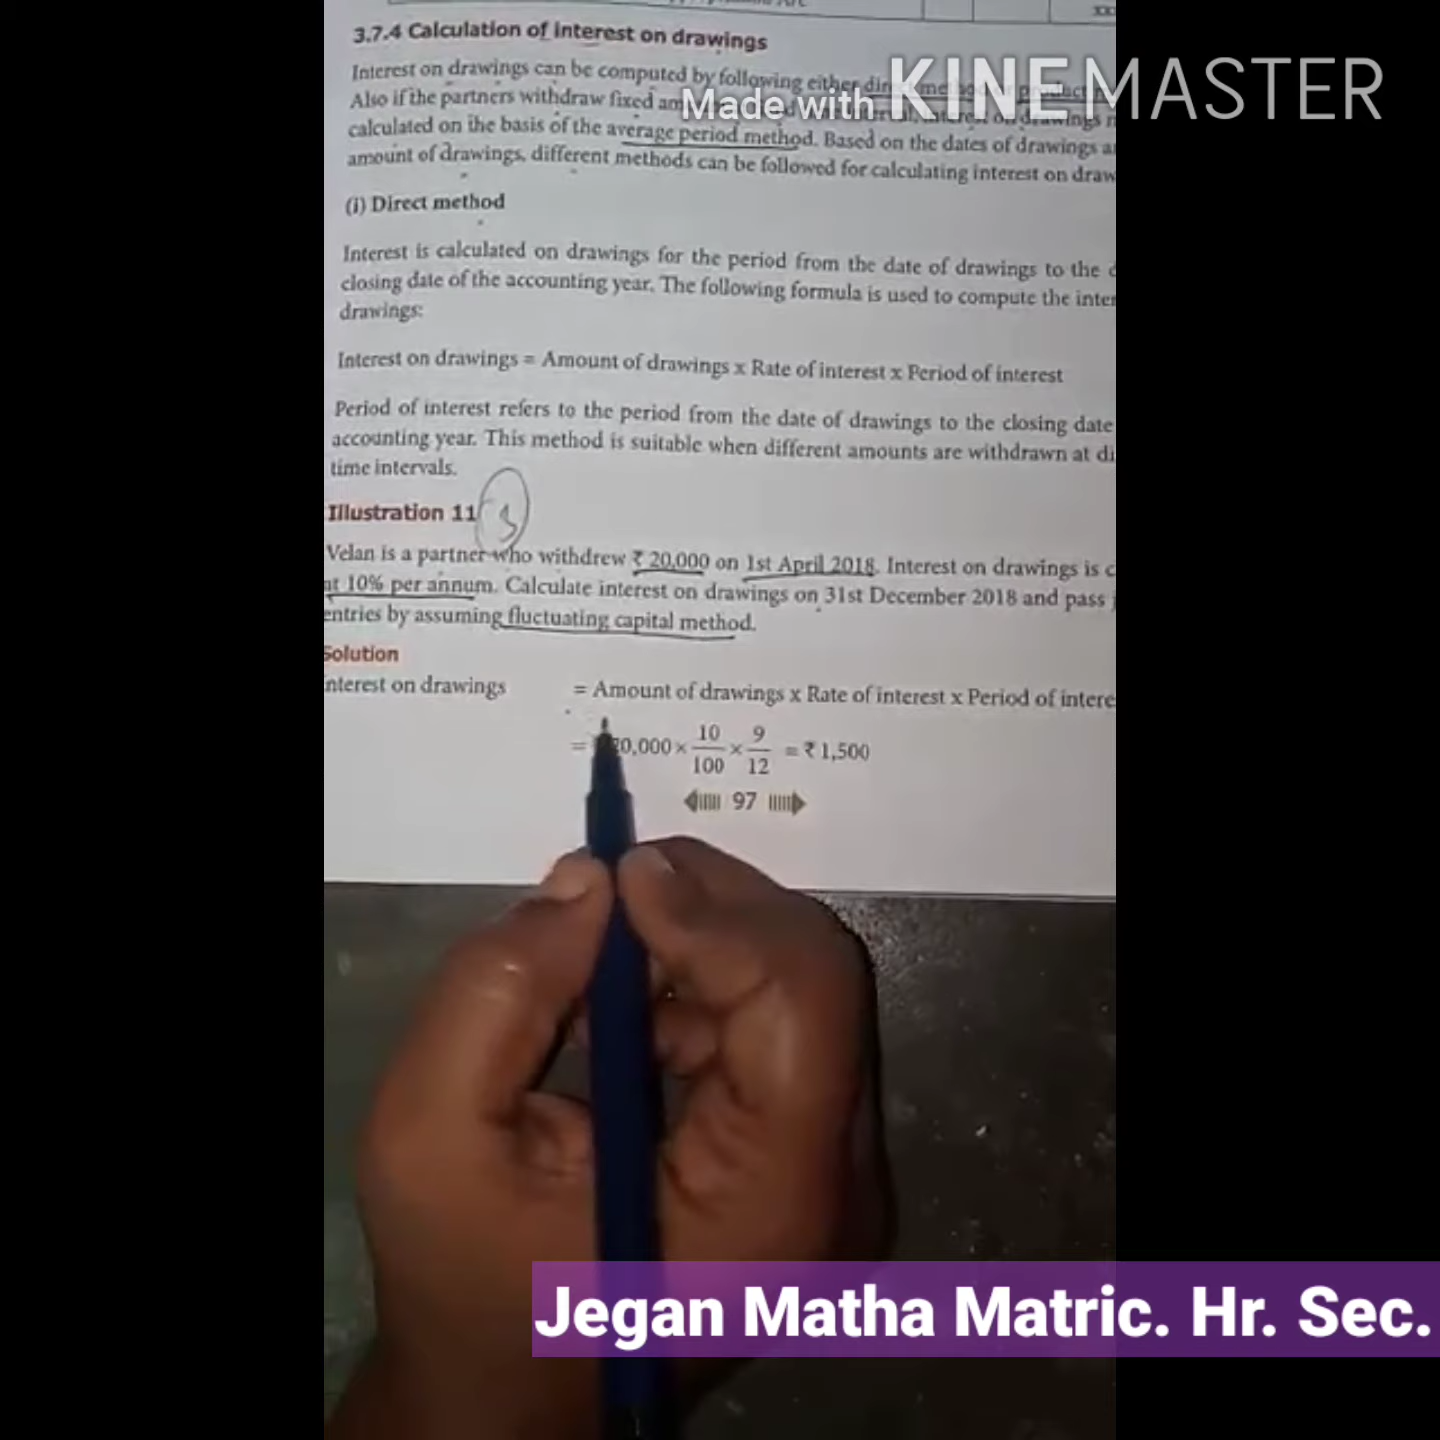 3.7.4 Calculation of interest on drawings
Interest on drawings can be computed by following either
Made with KINEMASTER
Also if the partners withdraw fixed
calculated on the basis of the average period method. Based on the dates of drawings
amount of drawings, different methods can be followed for calculating interest on
(i) Direct method
Interest is calculated on drawings for the period from the date of drawings to the
closing date of the accounting year. The following formula is used to compute the
drawings:
Interest on drawings = Amount of drawings x Rate of interest x Period of interest
Period of interest refers to the period from the date of drawings to the closing date
accounting year. This method is suitable when different amounts are withdrawn at
time intervals.
Illustration 11
Velan is a partner who withdrew ₹ 20,000 on 1st April 2018. Interest on drawings is
at 10% per annum. Calculate interest on drawings on 31st December 2018 and pass
entries by assuming fluctuating capital method.
Solution
nterest on drawings = Amount of drawings x Rate of interest x Period of intere
= 20,000 × 10/100 × 9/12 = ₹ 1,500
97
Jegan Matha Matric. Hr. Sec.